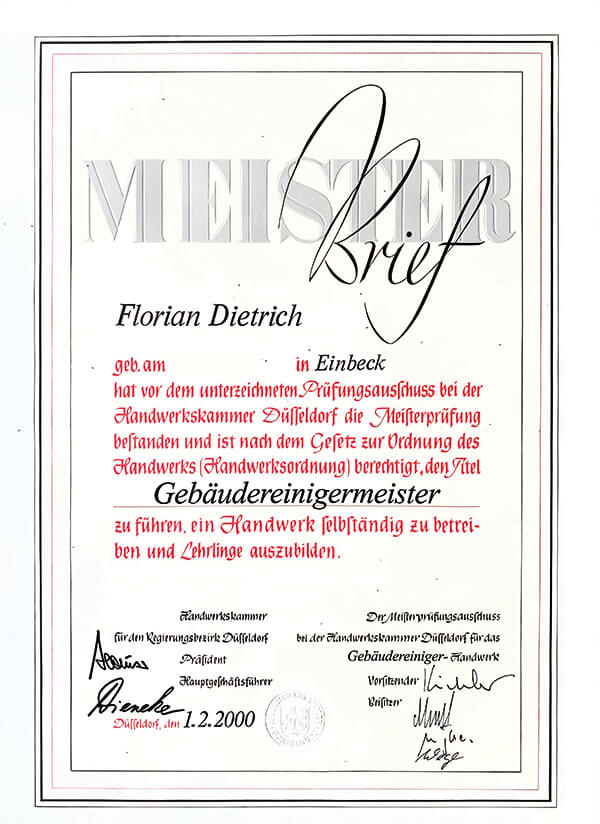 MEISTER
Brief
Florian Dietrich
geb. am in Einbeck
hat vor dem unterzeichneten Prüfungsausschuss bei der
Handwerkskammer Düsseldorf die Meisterprüfung
bestanden und ist nach dem Gesetz zur Ordnung des
Handwerks (Handwerksordnung) berechtigt, den Titel
Gebäudereinigermeister
zu führen, ein Handwerk selbständig zu betrei-
ben und Lehrlinge auszubilden.
Handwerkskammer
für den Regierungsbezirk Düsseldorf
Präsident
Hauptgeschäftsführer
Düsseldorf, den 1.2.2000
Der Meisterprüfungsausschuss
bei der Handwerkskammer Düsseldorf für das
Gebäudereiniger-Handwerk
Vorsitzender
Beisitzer